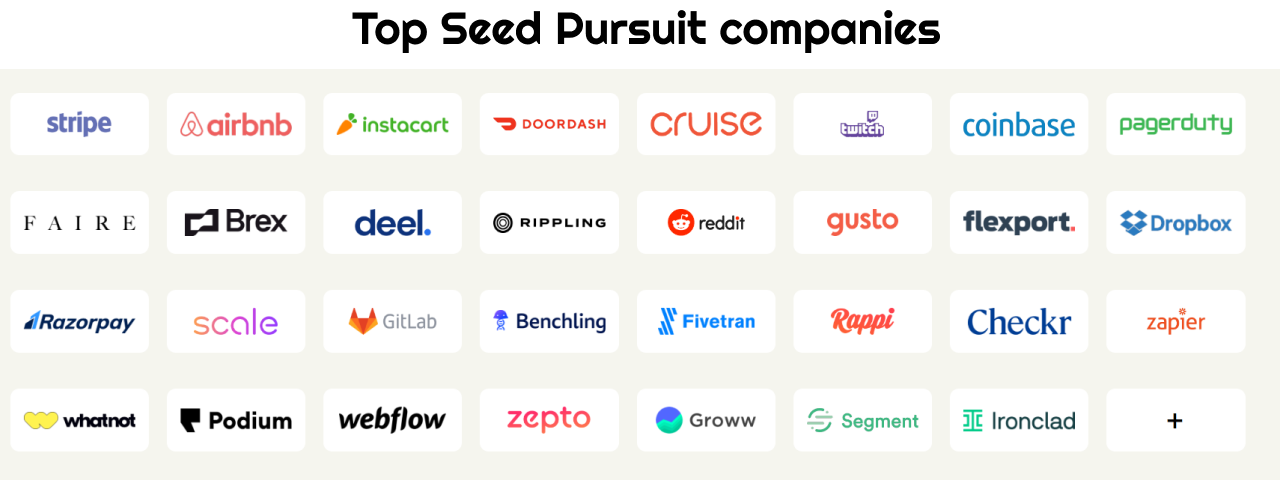 Top Seed Pursuit companies
stripe airbnb instacart DOORDASH CRUISE twitch coinbase pagerduty
FAIRE Brex deel. RIPPLING reddit gusto flexport. Dropbox
Razorpay scale GitLab Benchling Fivetran Rappi Checkr zapier
whatnot Podium webflow zepto Groww Segment Ironclad +